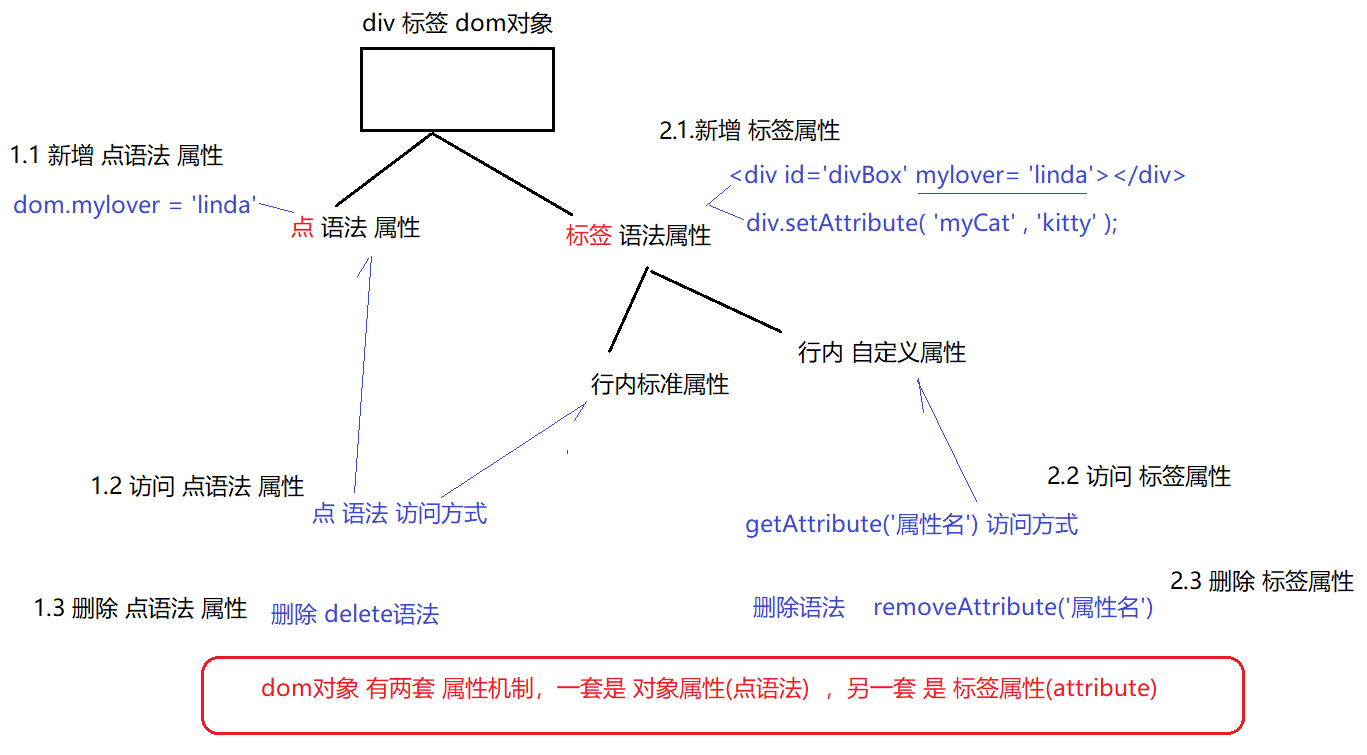 div 标签 dom对象
2.1.新增 标签属性
1.1 新增 点语法 属性
<div id='divBox' mylover= 'linda'></div>
dom.mylover = 'linda'
点 语法 属性
标签 语法属性
div.setAttribute( 'myCat' , 'kitty' );
行内 自定义属性
行内标准属性
1.2 访问 点语法 属性
点 语法 访问方式
2.2 访问 标签属性
getAttribute('属性名') 访问方式
2.3 删除 标签属性
1.3 删除 点语法 属性
删除 delete语法
删除语法 removeAttribute('属性名')
dom对象 有两套 属性机制，一套是 对象属性(点语法) ，另一套 是 标签属性(attribute)